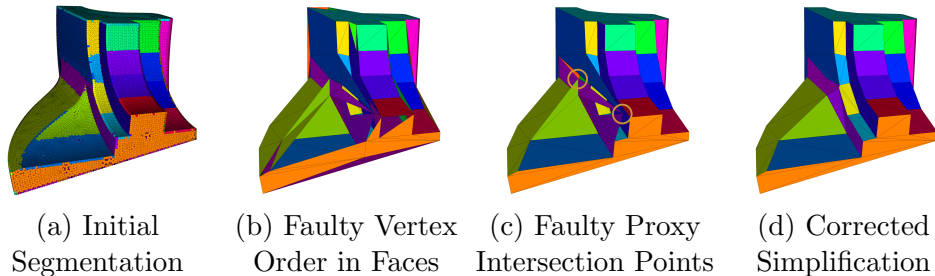 (a) Initial
Segmentation
(b) Faulty Vertex
Order in Faces
(c) Faulty Proxy
Intersection Points
(d) Corrected
Simplification